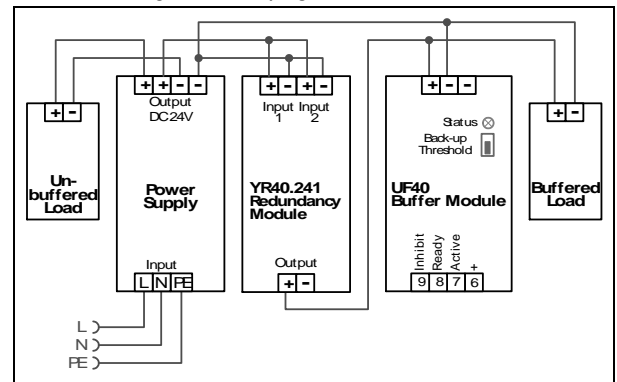 + -
Un-
buffered
Load
+ + - -
Output
DC24V
Power
Supply
Input
L N PE
L
N
PE
+ - + -
Input Input
1 2
YR40.241
Redundancy
Module
Output
+ -
+ - -
Status
Back-up
Threshold
UF40
Buffer Module
Inhibit
Ready
Active
+
9 8 7 6
+ -
Buffered
Load